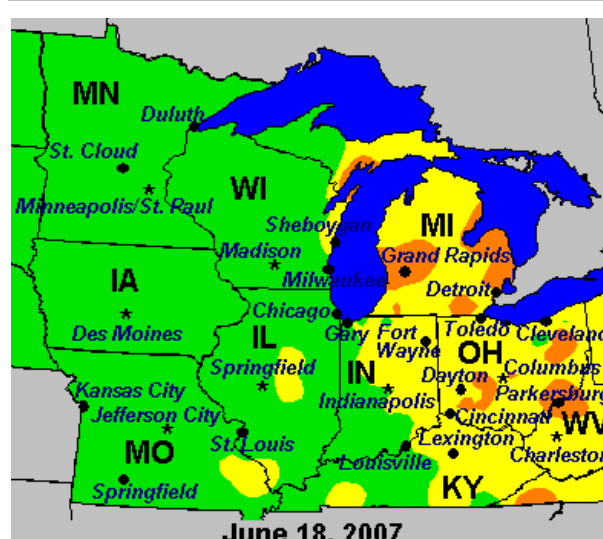 MN
Duluth
St. Cloud
WI
Minneapolis/St. Paul
Sheboygan
MI
Madison
Grand Rapids
Milwaukee
IA
Detroit
Chicago
Des Moines
Gary Fort
Toledo
Cleveland
IL
Wayne
OH
Springfield
IN
Dayton
Columbus
Kansas City
Indianapolis
Parkersburg
Jefferson City
Cincinnati
WV
MO
St. Louis
Lexington
Louisville
Charleston
Springfield
KY
June 18, 2007